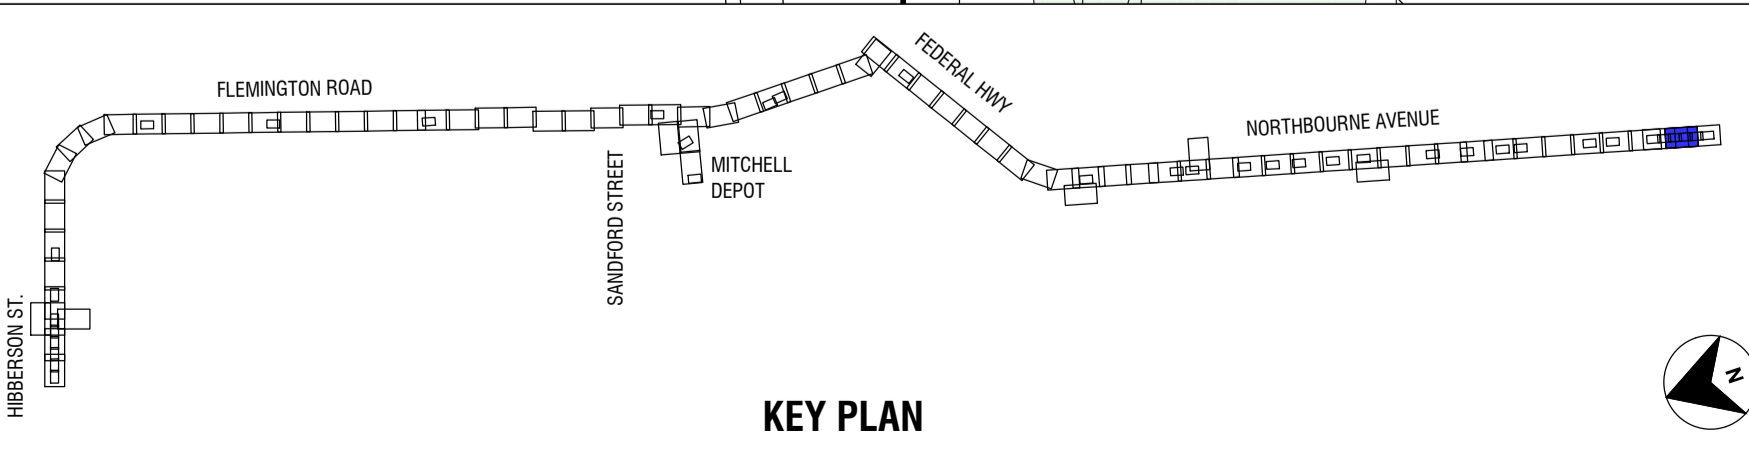 FLEMINGTON ROAD
FEDERAL HWY
NORTHBOURNE AVENUE
SANDFORD STREET
MITCHELL
DEPOT
HIBBERSON ST.
KEY PLAN
N